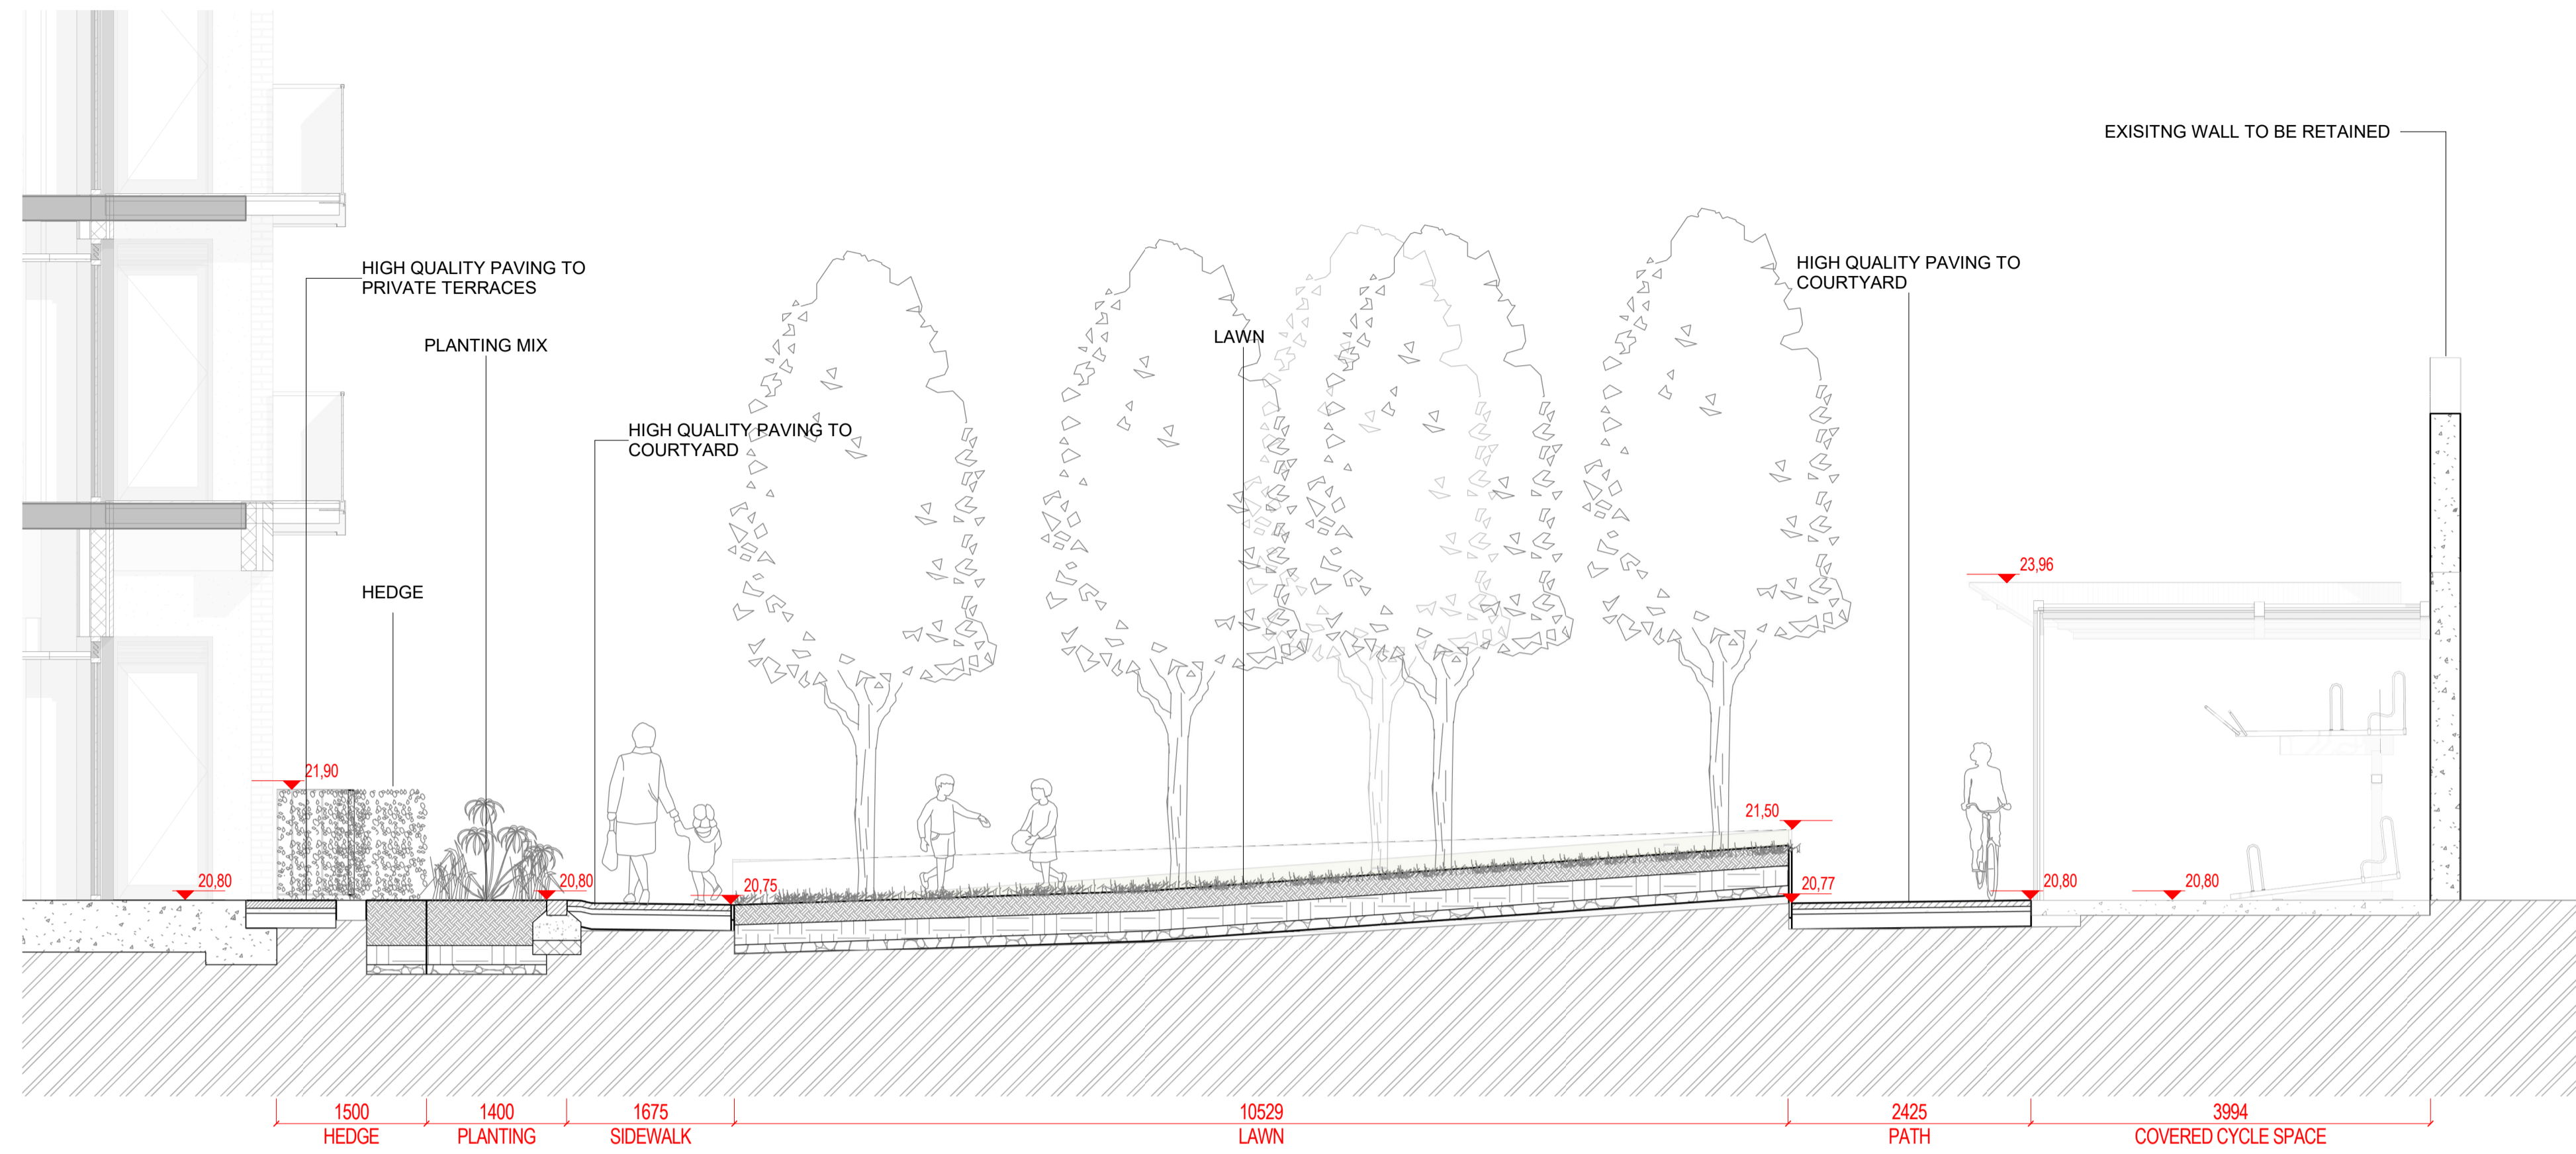 EXISITNG WALL TO BE RETAINED
HIGH QUALITY PAVING TO
PRIVATE TERRACES
HIGH QUALITY PAVING TO
COURTYARD
PLANTING MIX
LAWN
HIGH QUALITY PAVING TO
COURTYARD
HEDGE
23,96
21,90
21,50
20,80
20,80
20,75
20,77
20,80
20,80
1500
HEDGE
1400
PLANTING
1675
SIDEWALK
10529
LAWN
2425
PATH
3994
COVERED CYCLE SPACE